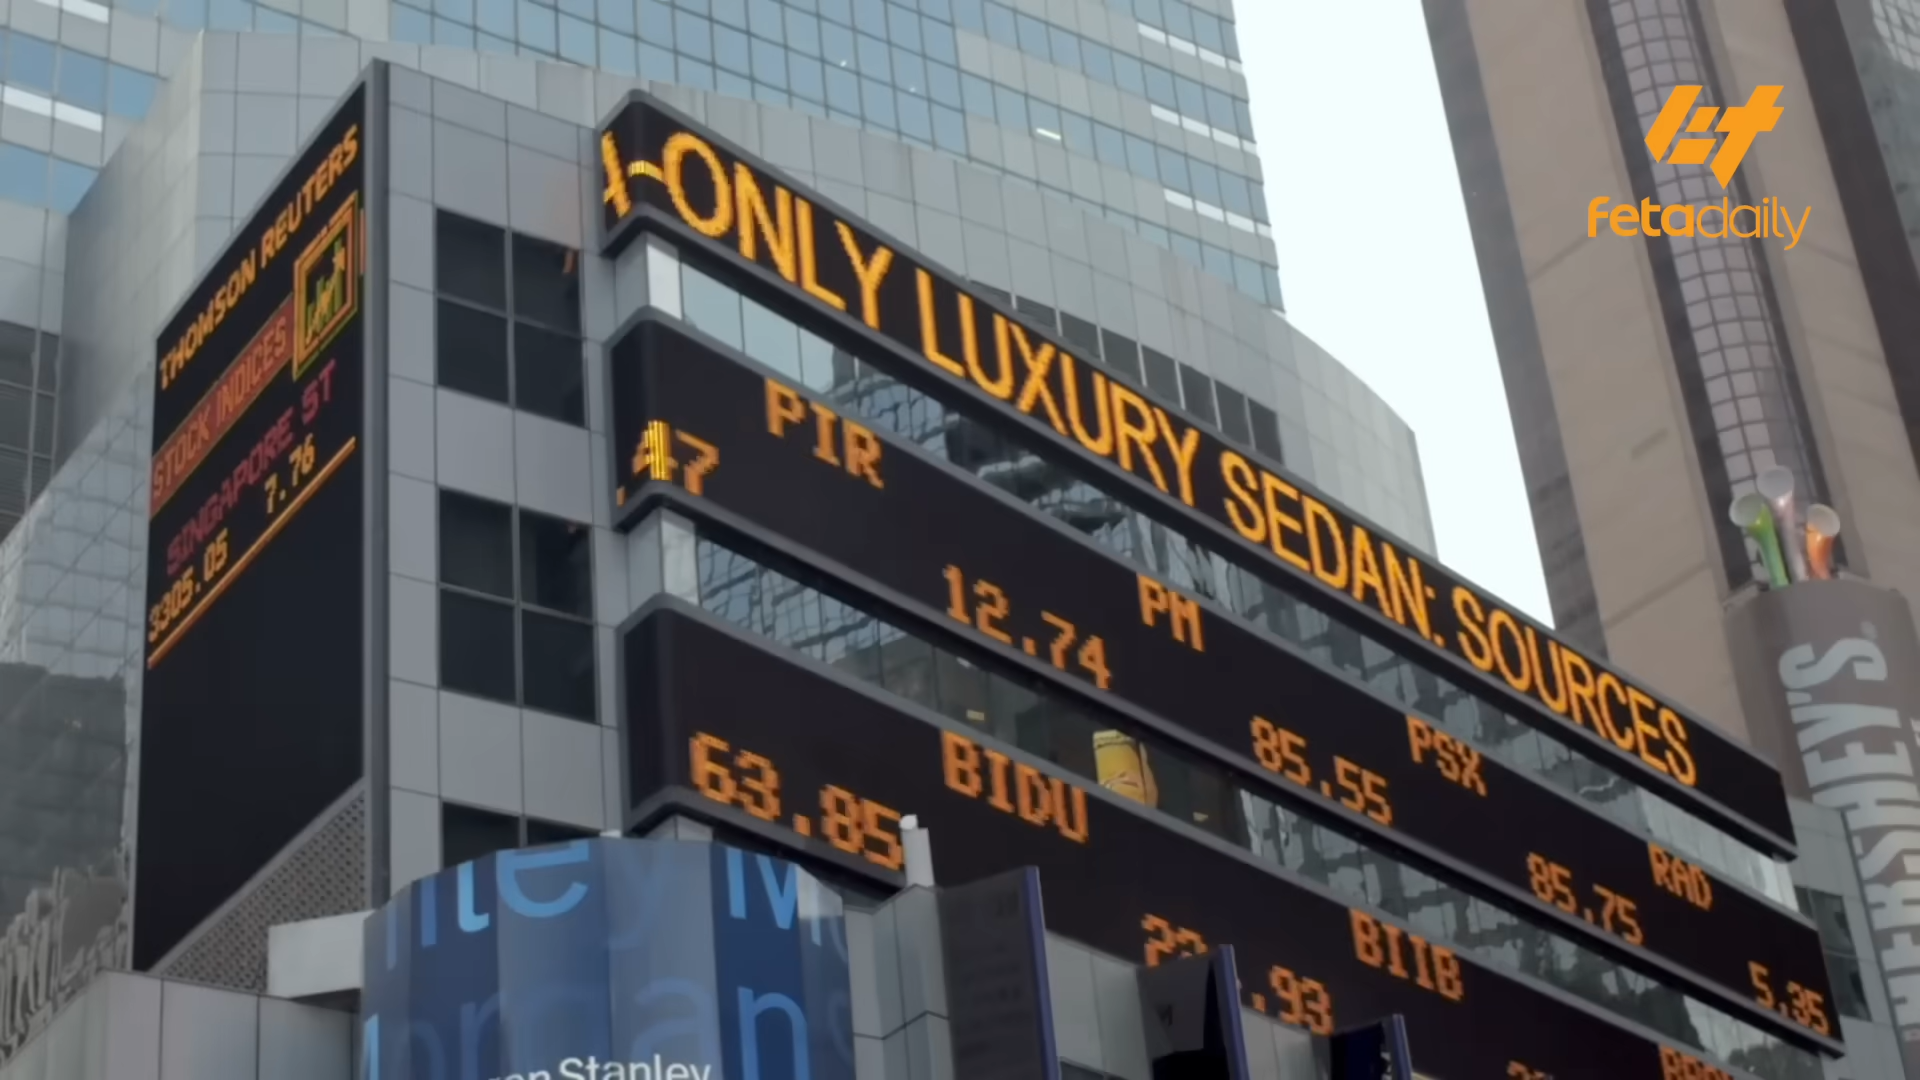 fetadaily
THOMSON REUTERS
STOCK INDICES
SINGAPORE ST
3305.05 7.76
-ONLY LUXURY SEDAN: SOURCES
PIR PM PSX RAD
.47 12.74 85.55 85.75 5.35
BIDU BIIB
63.85 .93
HERSHEY'S
Stanley